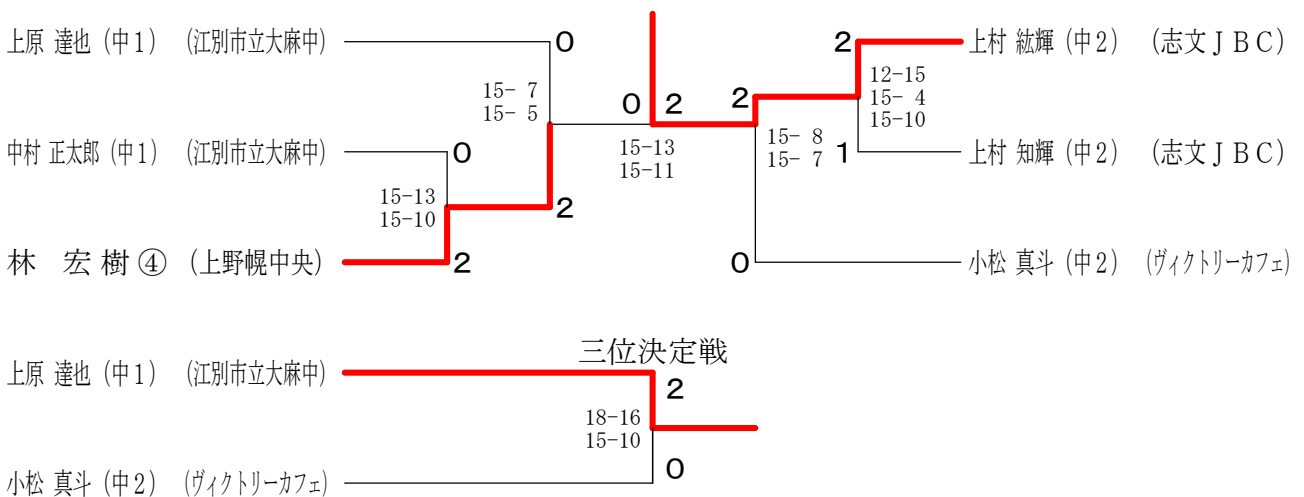 上原 達也 (中1) (江別市立大麻中) 0 2 上村 紘輝 (中2) (志文ＪＢＣ)
15- 7
15- 5
0 2 2
12-15
15- 4
15-10
中村 正太郎 (中1) (江別市立大麻中) 0
15-13
15-11
15- 8
15- 7
1 上村 知輝 (中2) (志文ＪＢＣ)
15-13
15-10
2
林 宏樹④ (上野幌中央) 2 0 小松 真斗 (中2) (ヴィクトリーカフェ)
三位決定戦
上原 達也 (中1) (江別市立大麻中) 2
18-16
15-10
小松 真斗 (中2) (ヴィクトリーカフェ) 0